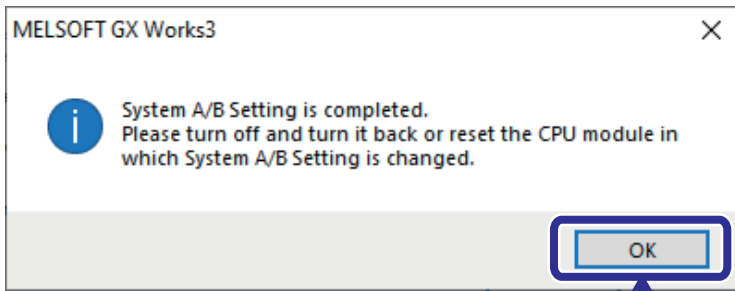 MELSOFT GX Works3
System A/B Setting is completed.
Please turn off and turn it back or reset the CPU module in
which System A/B Setting is changed.
OK